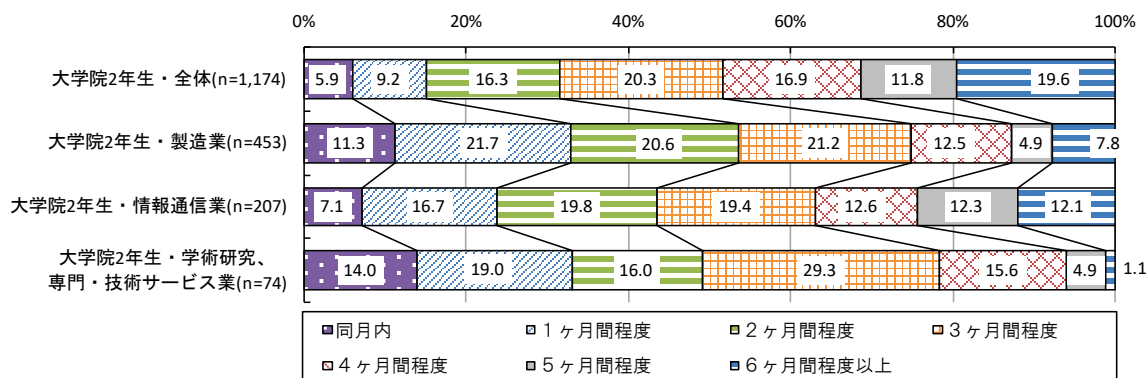 0% 20% 40% 60% 80% 100%
大学院2年生・全体(n=1,174) 5.9 9.2 16.3 20.3 16.9 11.8 19.6
大学院2年生・製造業(n=453) 11.3 21.7 20.6 21.2 12.5 4.9 7.8
大学院2年生・情報通信業(n=207) 7.1 16.7 19.8 19.4 12.6 12.3 12.1
大学院2年生・学術研究、
専門・技術サービス業(n=74) 14.0 19.0 16.0 29.3 15.6 4.9 1.1
同月内 1ヶ月間程度 2ヶ月間程度 3ヶ月間程度
4ヶ月間程度 5ヶ月間程度 6ヶ月間程度以上